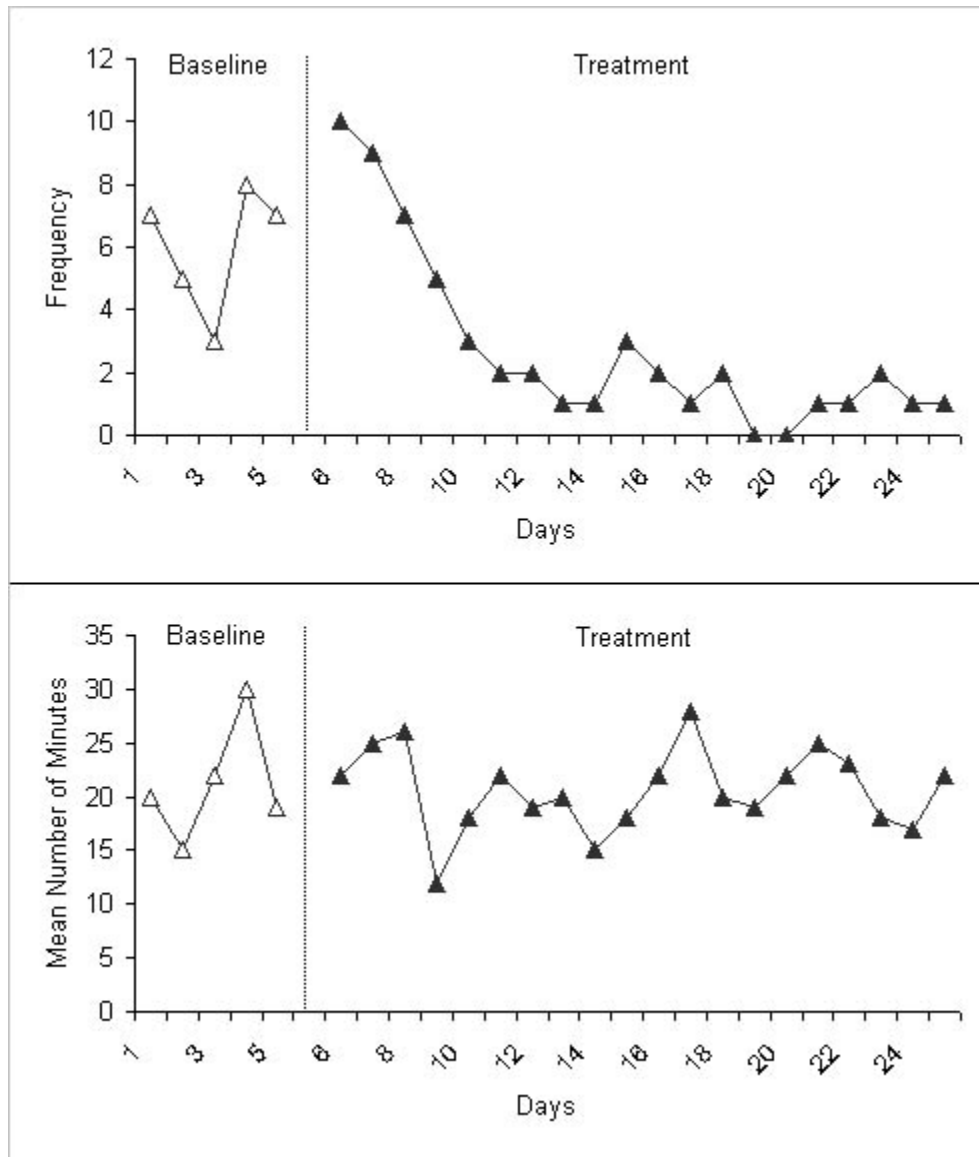 12
Baseline Treatment
10
8
6
4
2
0
Frequency
1 3 5 6 8 10 12 14 16 18 20 22 24
Days
35
Baseline Treatment
30
25
20
15
10
5
0
Mean Number of Minutes
1 3 5 6 8 10 12 14 16 18 20 22 24
Days